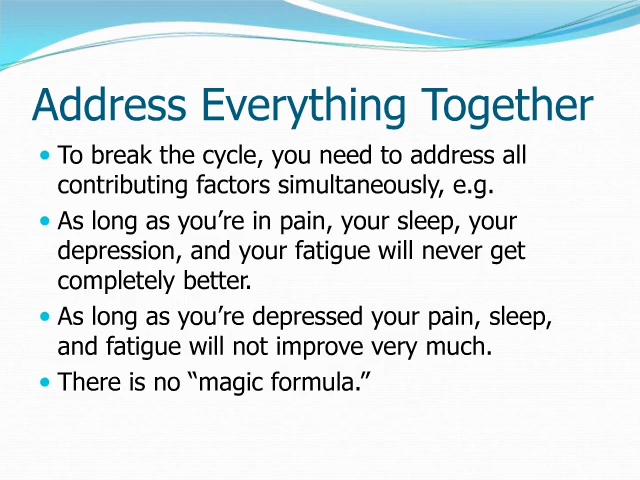 Address Everything Together
• To break the cycle, you need to address all
contributing factors simultaneously, e.g.
• As long as you’re in pain, your sleep, your
depression, and your fatigue will never get
completely better.
• As long as you’re depressed your pain, sleep,
and fatigue will not improve very much.
• There is no “magic formula.”